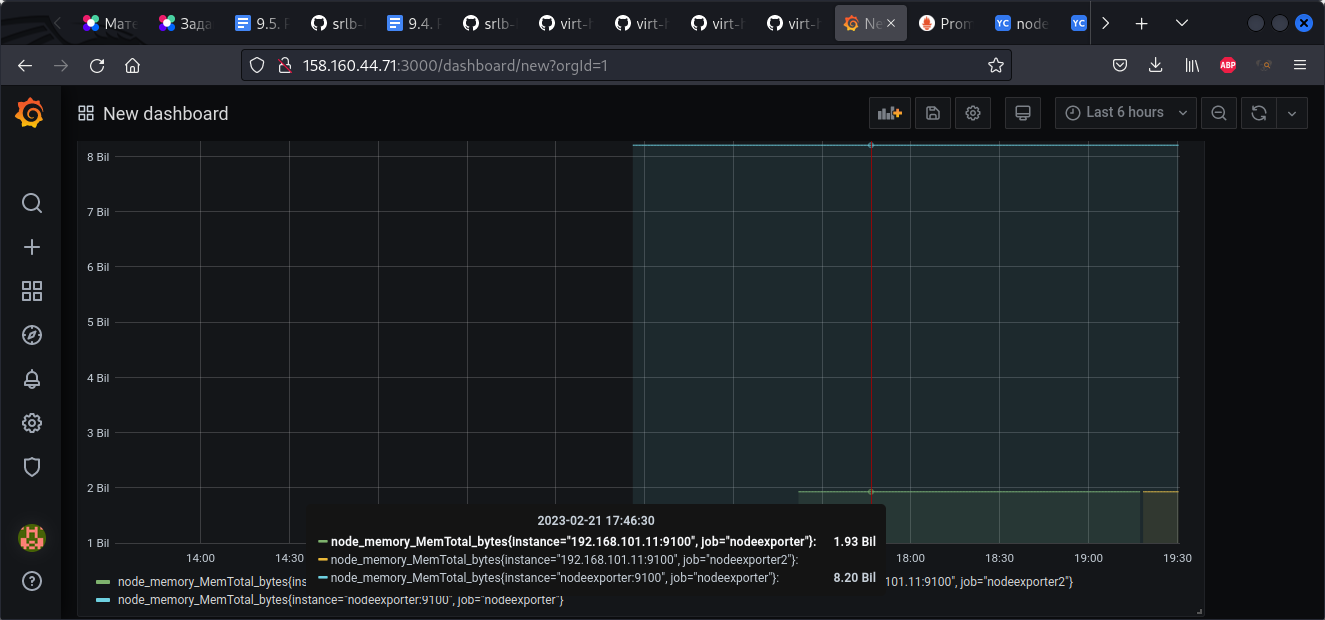 Мате Зада 9.5. srlb- 9.4. srlb- virt-h virt-h virt-h virt-h Ne Prom YC node YC
158.160.44.71:3000/dashboard/new?orgId=1 ABP
New dashboard Last 6 hours
8 Bil
7 Bil
6 Bil
5 Bil
4 Bil
3 Bil
2 Bil
1 Bil
14:00 14:30 18:00 18:30 19:00 19:30
2023-02-21 17:46:30
node_memory_MemTotal_bytes{instance="192.168.101.11:9100", job="nodeexporter"}: 1.93 Bil
node_memory_MemTotal_bytes{instance="192.168.101.11:9100", job="nodeexporter2"}:
node_memory_MemTotal_bytes{instance="nodeexporter:9100", job="nodeexporter"}: 8.20 Bil
node_memory_MemTotal_bytes{ins 101.11:9100", job="nodeexporter2"}
node_memory_MemTotal_bytes{instance="nodeexporter:9100", job="nodeexporter"}